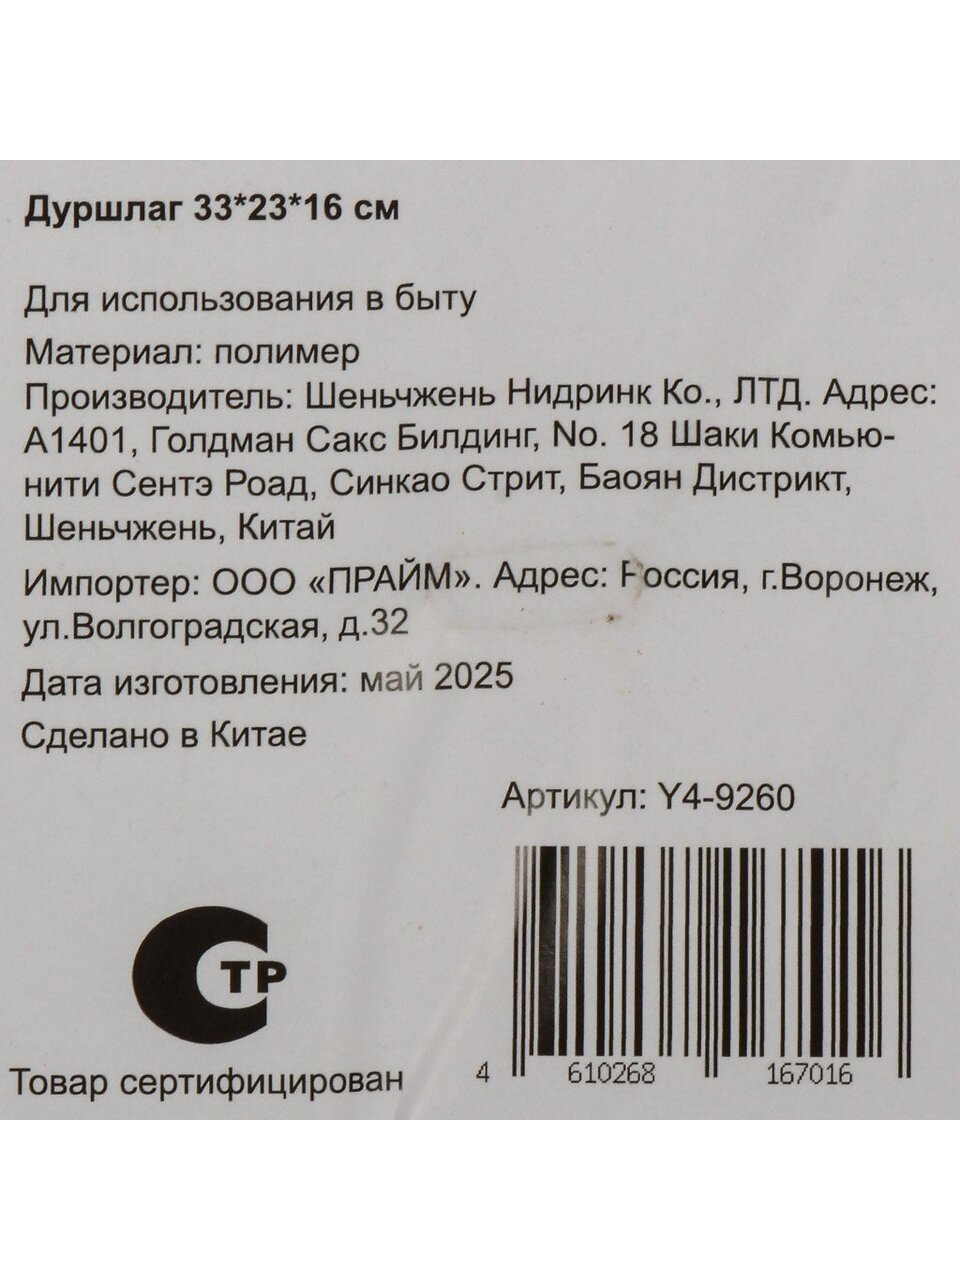 Дуршлаг 33*23*16 см
Для использования в быту
Материал: полимер
Производитель: Шеньчжень Нидринк Ко., ЛТД. Адрес:
А1401, Голдман Сакс Билдинг, No. 18 Шаки Комью-
нити Сентэ Роад, Синкао Стрит, Баоян Дистрикт,
Шеньчжень, Китай
Импортер: ООО «ПРАЙМ». Адрес: Россия, г.Воронеж,
ул.Волгоградская, д.32
Дата изготовления: май 2025
Сделано в Китае
Артикул: Y4-9260
СТР
Товар сертифицирован
4 610268 167016